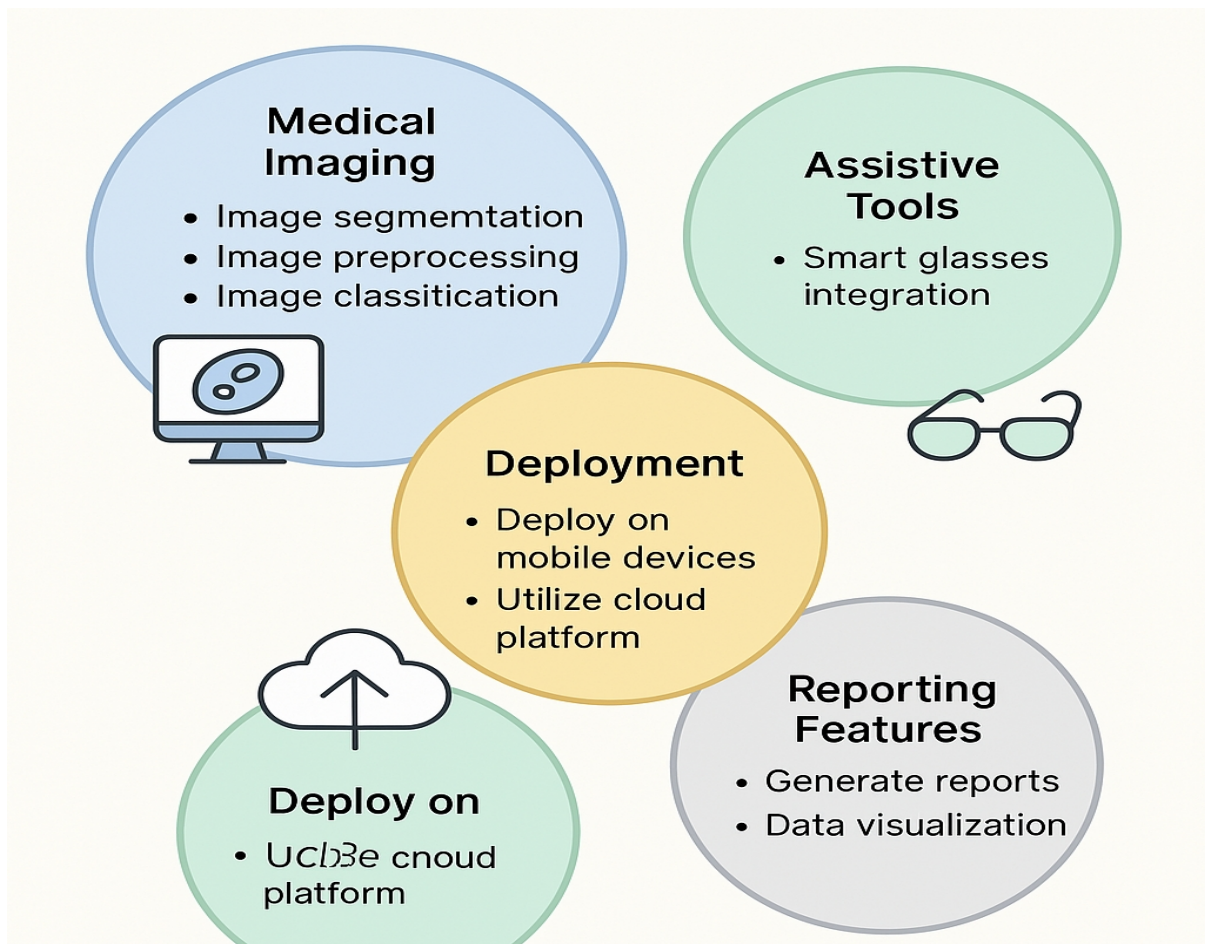 Medical
Imaging
• Image segmemtation
• Image preprocessing
• Image classitication
Assistive
Tools
• Smart glasses
integration
Deployment
• Deploy on
mobile devices
• Utilize cloud
platform
Reporting
Features
• Generate reports
• Data visualization
Deploy on
• cnoud
platform